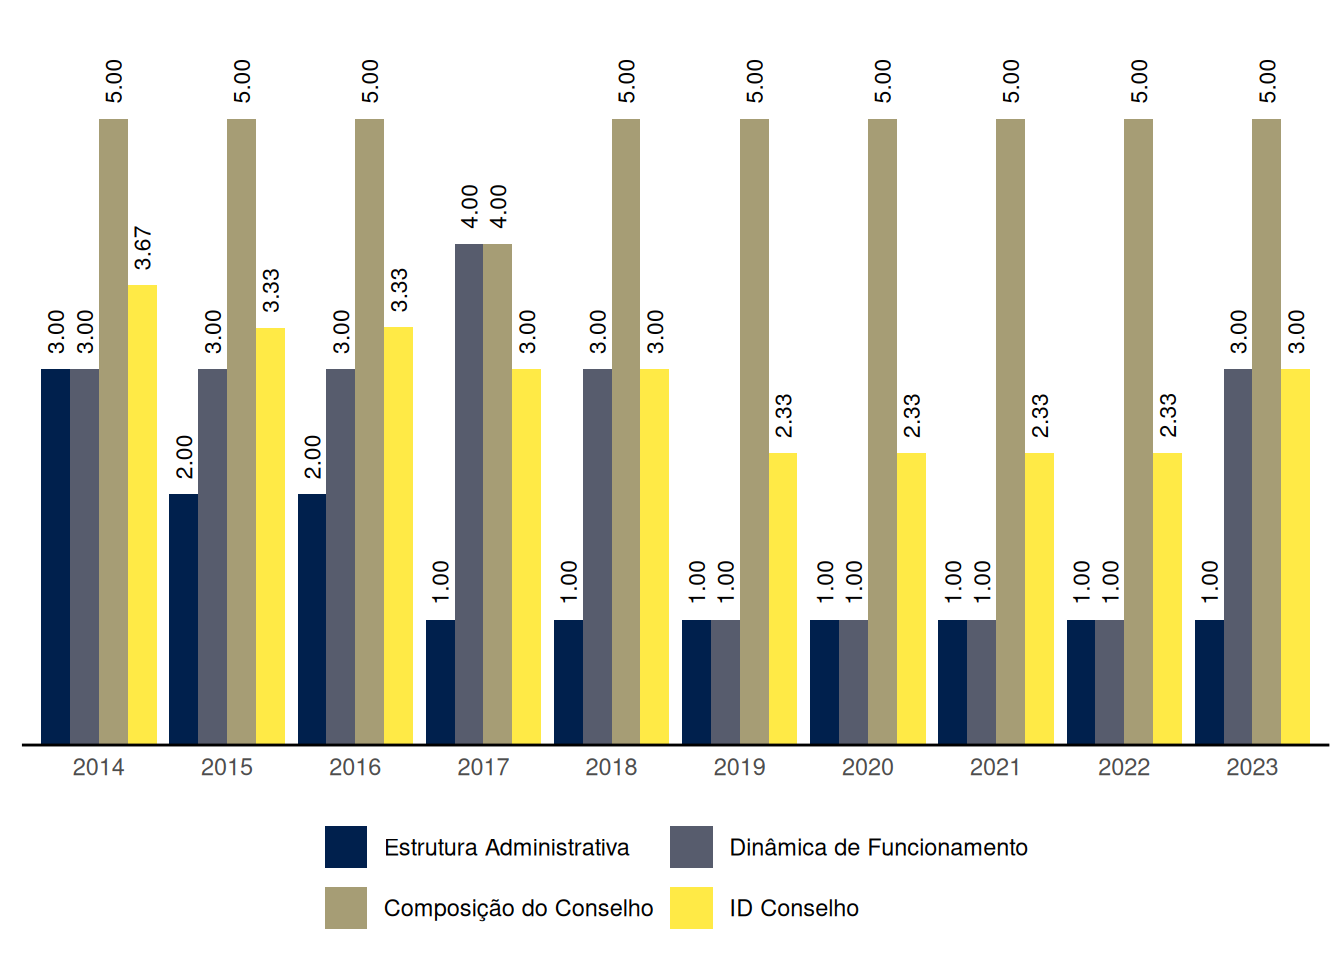 5.00 5.00 5.00 5.00 5.00 5.00 5.00 5.00 5.00
4.00 4.00
3.67
3.33 3.33
3.00 3.00 3.00 3.00 3.00 3.00 3.00 3.00 3.00
2.33 2.33 2.33 2.33
2.00 2.00
1.00 1.00 1.00 1.00 1.00 1.00 1.00 1.00 1.00 1.00 1.00
2014 2015 2016 2017 2018 2019 2020 2021 2022 2023
Estrutura Administrativa Dinâmica de Funcionamento
Composição do Conselho ID Conselho